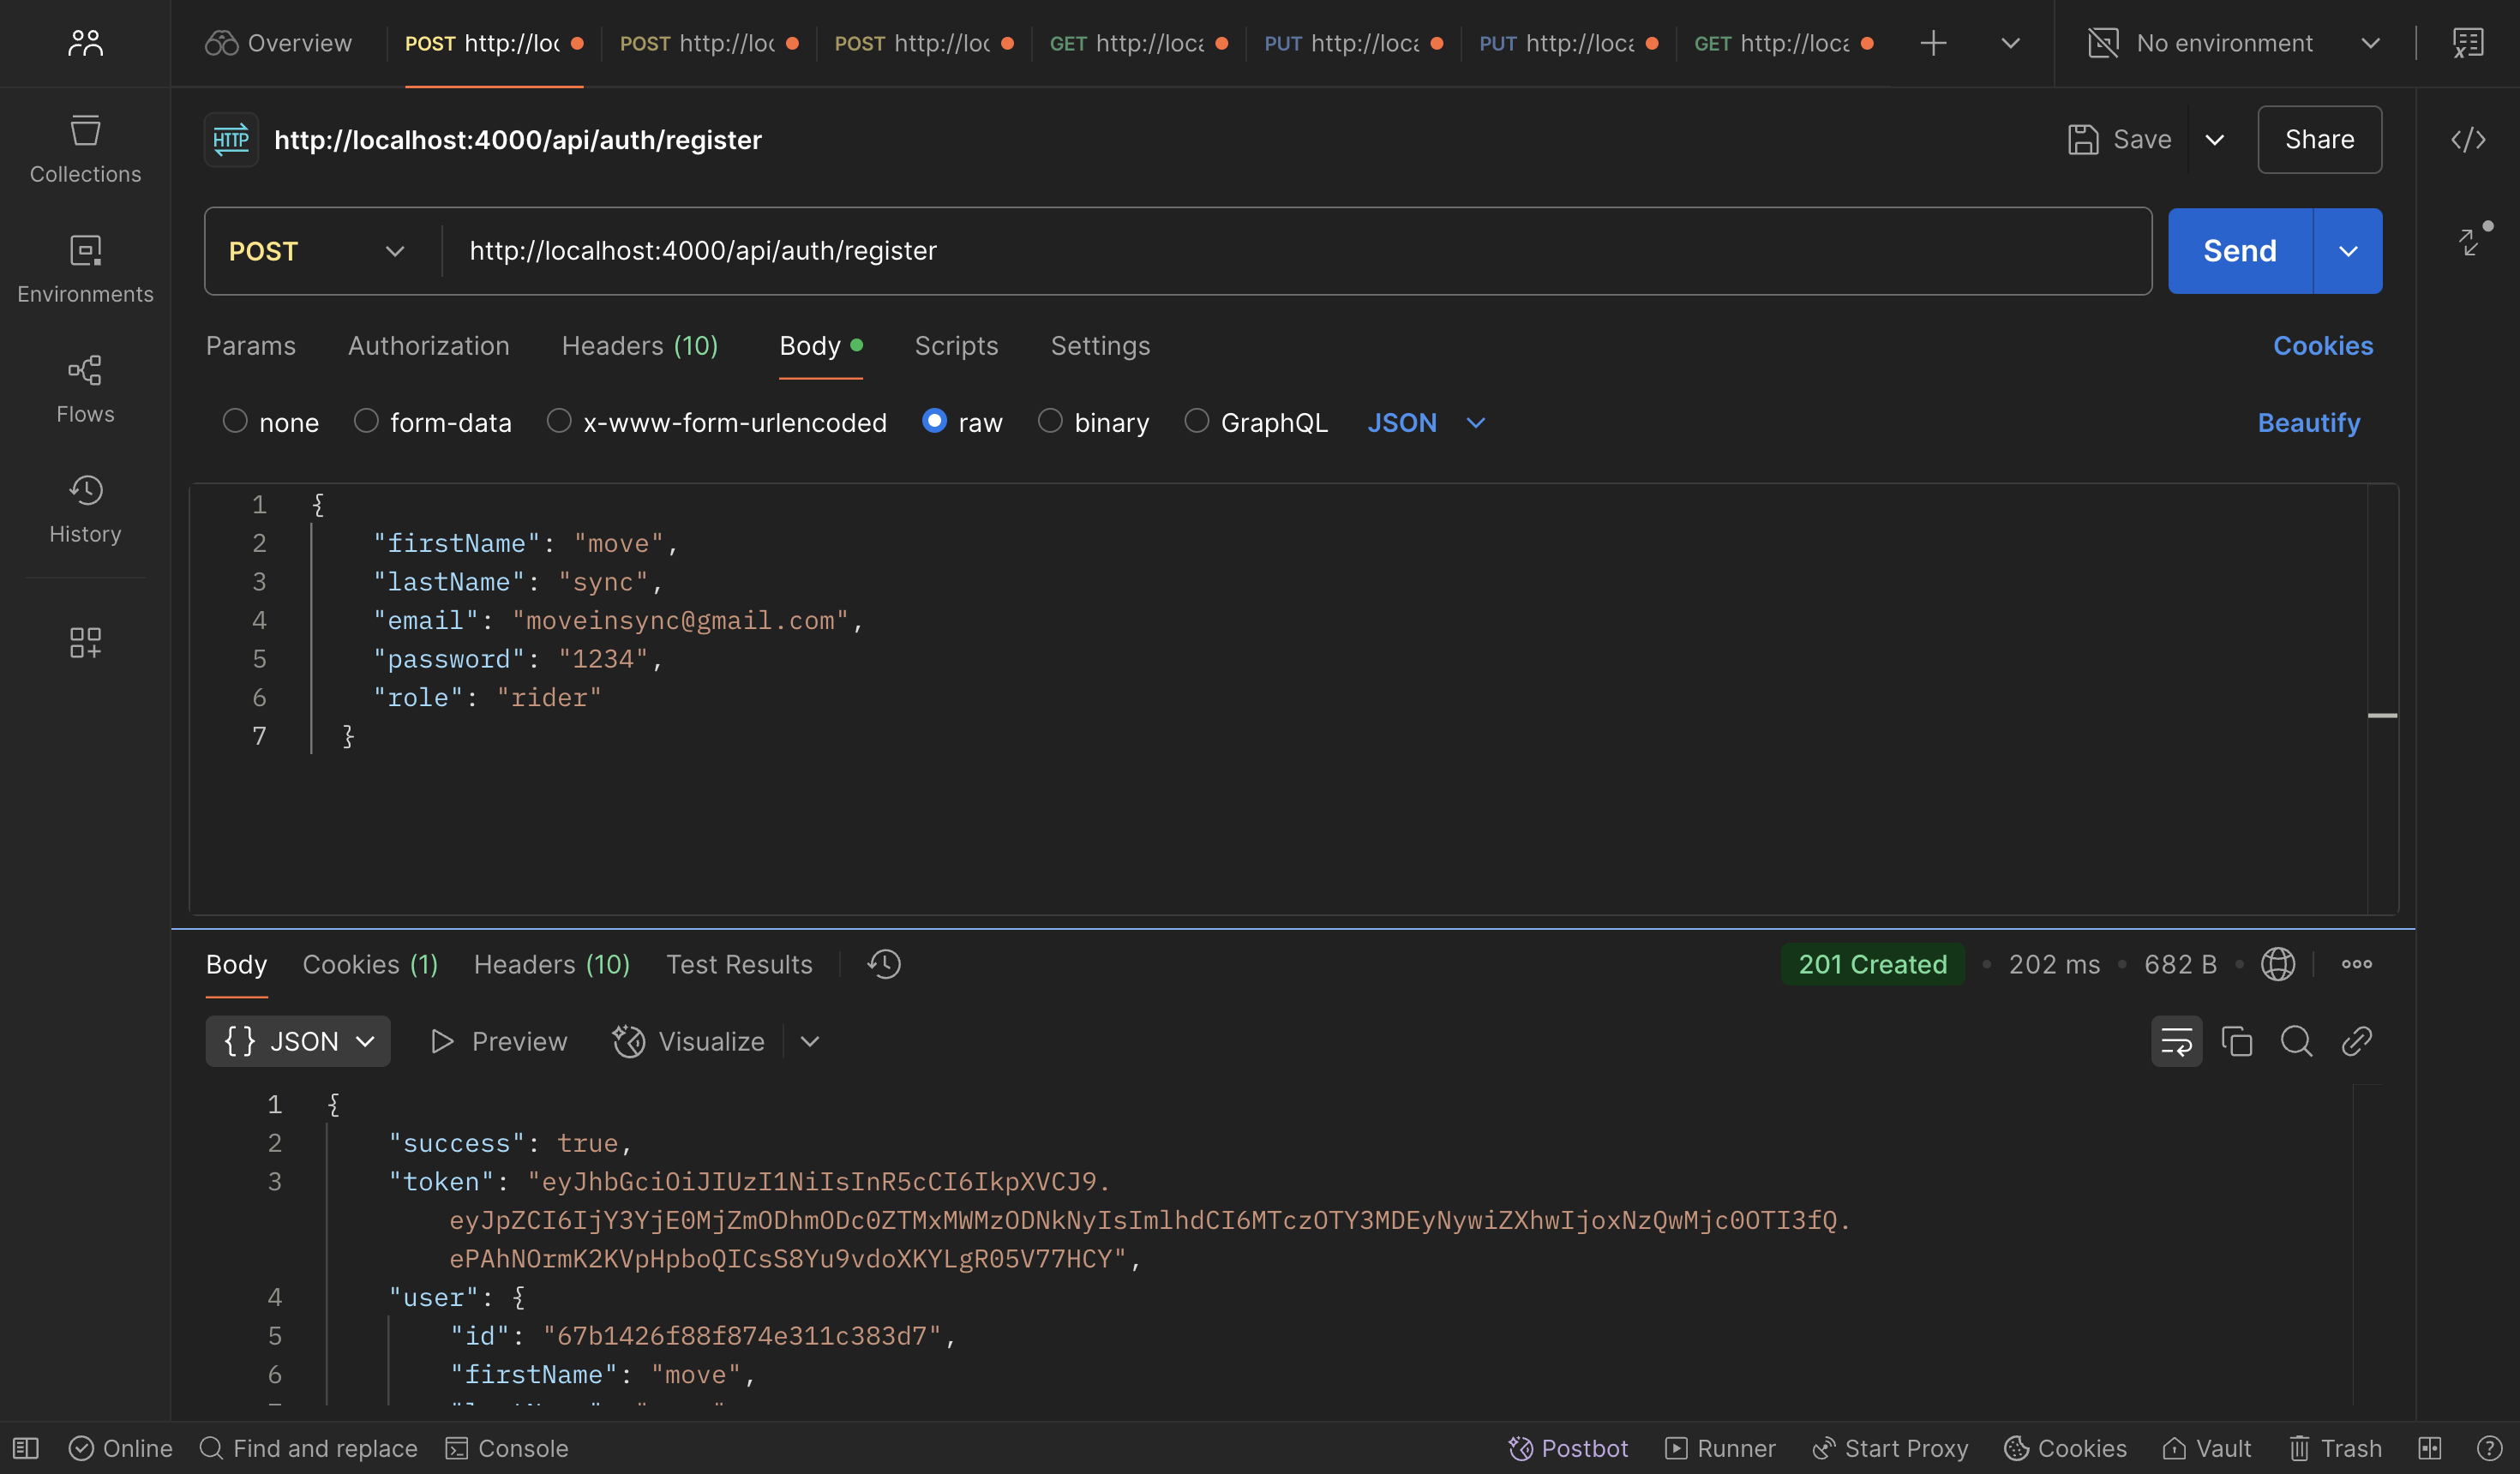 Overview
POST http://loc
POST http://loc
POST http://loc
GET http://loca
PUT http://loca
PUT http://loca
GET http://loca
No environment
HTTP http://localhost:4000/api/auth/register
Save
Share
Collections
Environments
Flows
History
POST http://localhost:4000/api/auth/register
Send
Params Authorization Headers (10) Body Scripts Settings
Cookies
none form-data x-www-form-urlencoded raw binary GraphQL JSON
Beautify
1 {
2 "firstName": "move",
3 "lastName": "sync",
4 "email": "moveinsync@gmail.com",
5 "password": "1234",
6 "role": "rider"
7 }
Body Cookies (1) Headers (10) Test Results
201 Created 202 ms 682 B
{} JSON Preview Visualize
1 {
2 "success": true,
3 "token": "eyJhbGciOiJIUzI1NiIsInR5cCI6IkpXVCJ9.
eyJpZCI6IjY3YjE0MjZmODhmODc0ZTMxMWMzODNkNyIsImlhdCI6MTczOTY3MDEyNywiZXhwIjoxNzQwMjc0OTI3fQ.
ePAhNOrmK2KVpHpboQICsS8Yu9vdoXKYLgR05V77HCY",
4 "user": {
5 "id": "67b1426f88f874e311c383d7",
6 "firstName": "move",
Online Find and replace Console
Postbot Runner Start Proxy Cookies Vault Trash